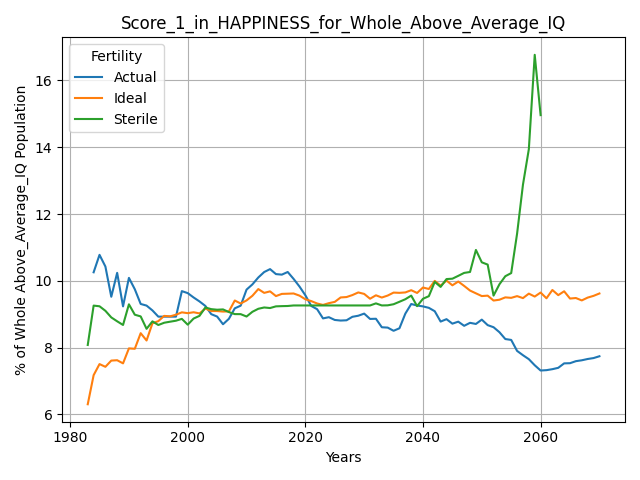 Score_1_in_HAPPINESS_for_Whole_Above_Average_IQ
% of Whole Above_Average_IQ Population
16
14
12
10
8
6
Fertility
Actual
Ideal
Sterile
1980
2000
2020
2040
2060
Years